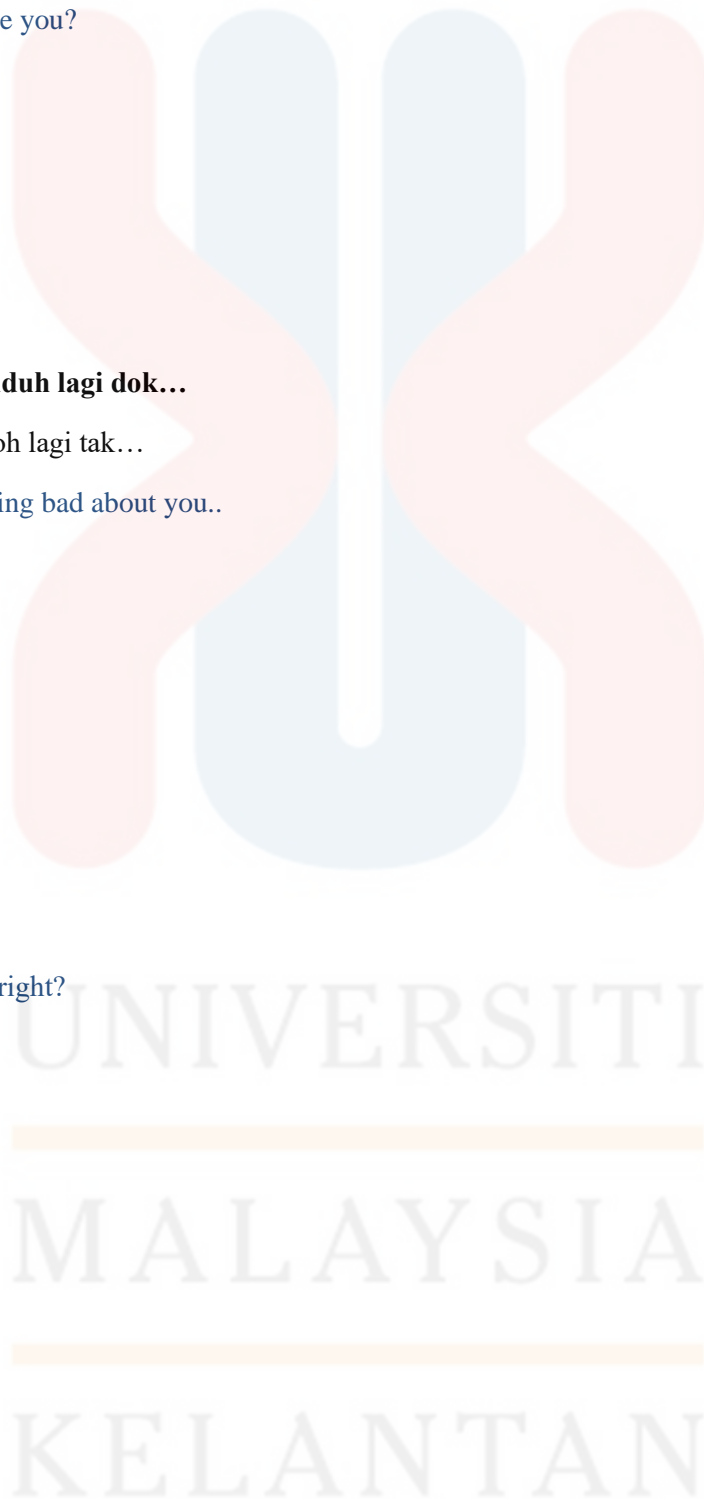 e you?
duh lagi dok…
oh lagi tak…
ing bad about you..
right?
UNIVERSITI
MALAYSIA
KELANTAN